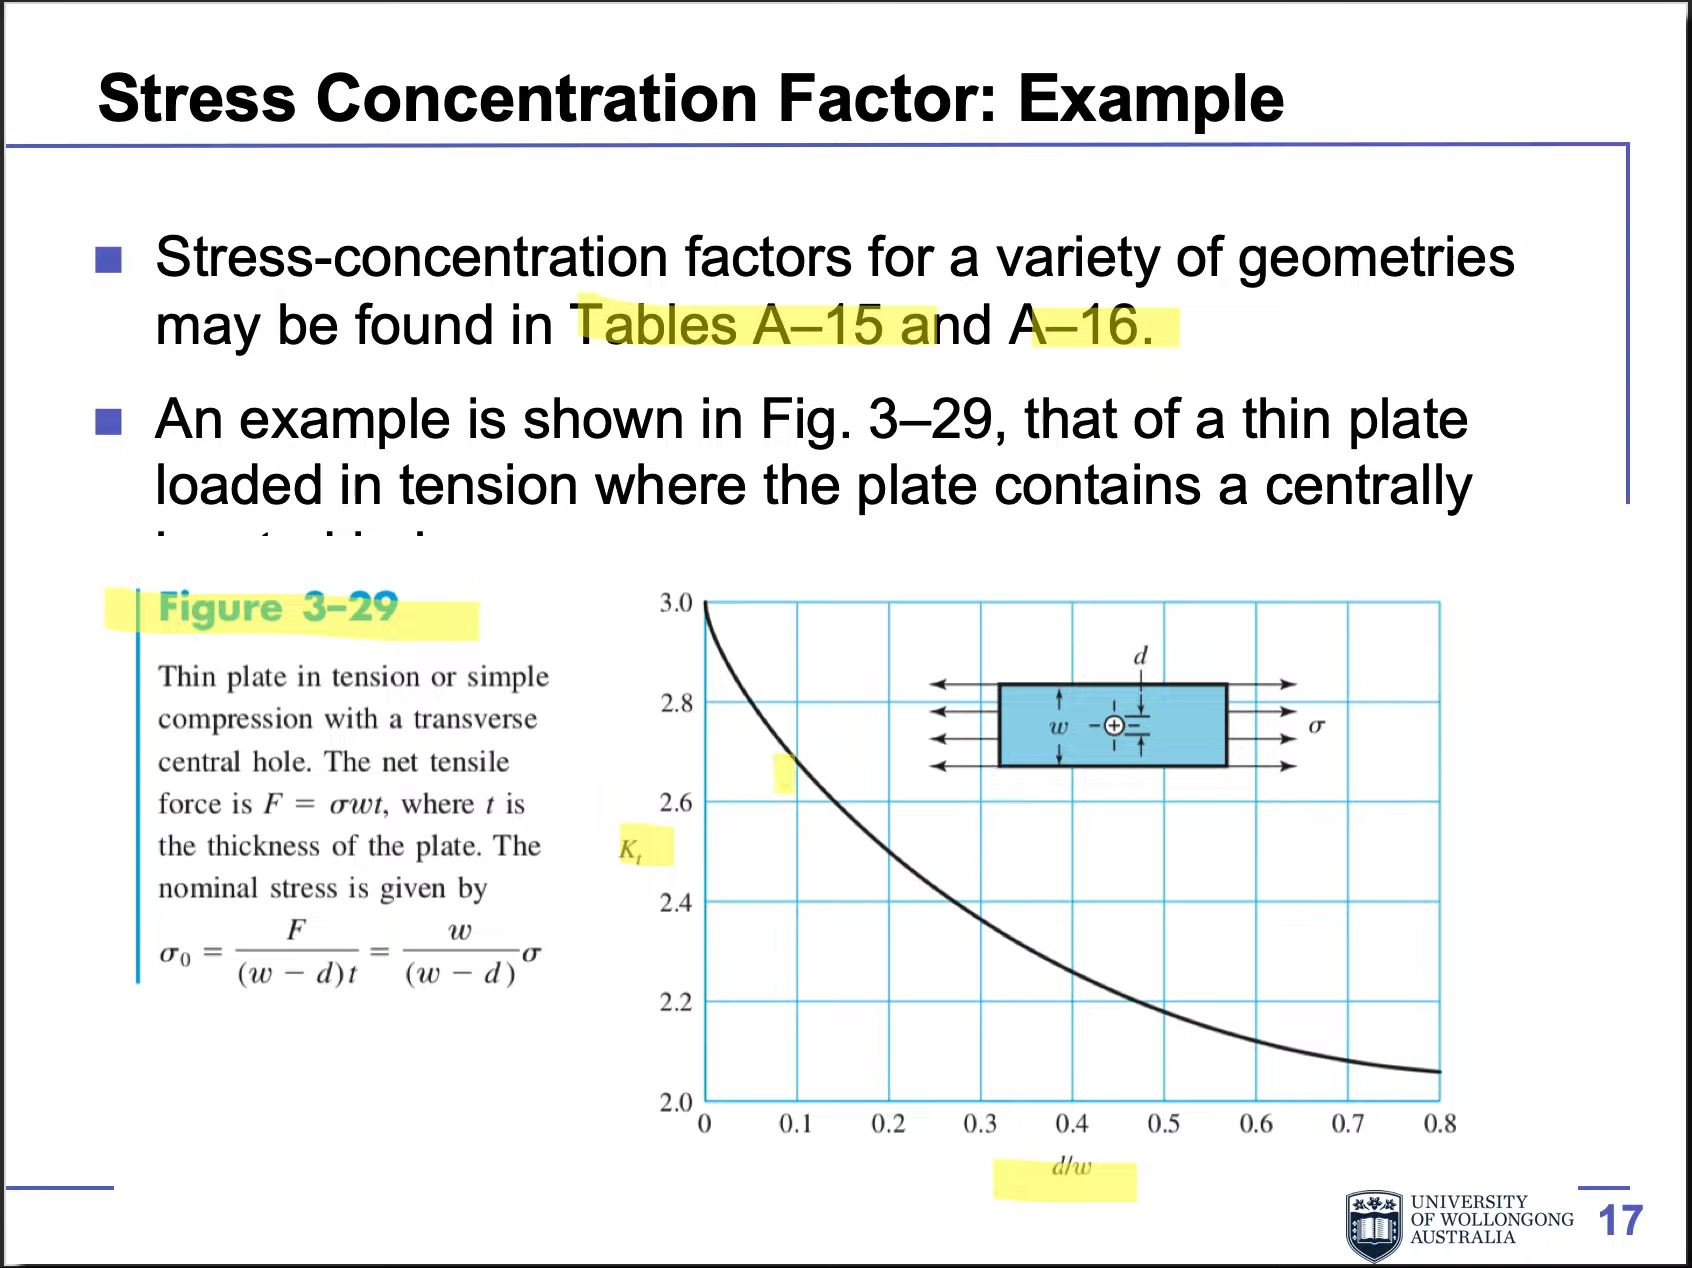 Stress Concentration Factor: Example
Stress-concentration factors for a variety of geometries
may be found in Tables A–15 and A–16.
An example is shown in Fig. 3–29, that of a thin plate
loaded in tension where the plate contains a centrally
Figure 3–29
Thin plate in tension or simple
compression with a transverse
central hole. The net tensile
force is F = σwt, where t is
the thickness of the plate. The
nominal stress is given by
σ₀ = F / (w − d)t = w / (w − d) σ
3.0
2.8
2.6
Kₜ
2.4
2.2
2.0
d
w
σ
0 0.1 0.2 0.3 0.4 0.5 0.6 0.7 0.8
d/w
UNIVERSITY
OF WOLLONGONG
AUSTRALIA
17